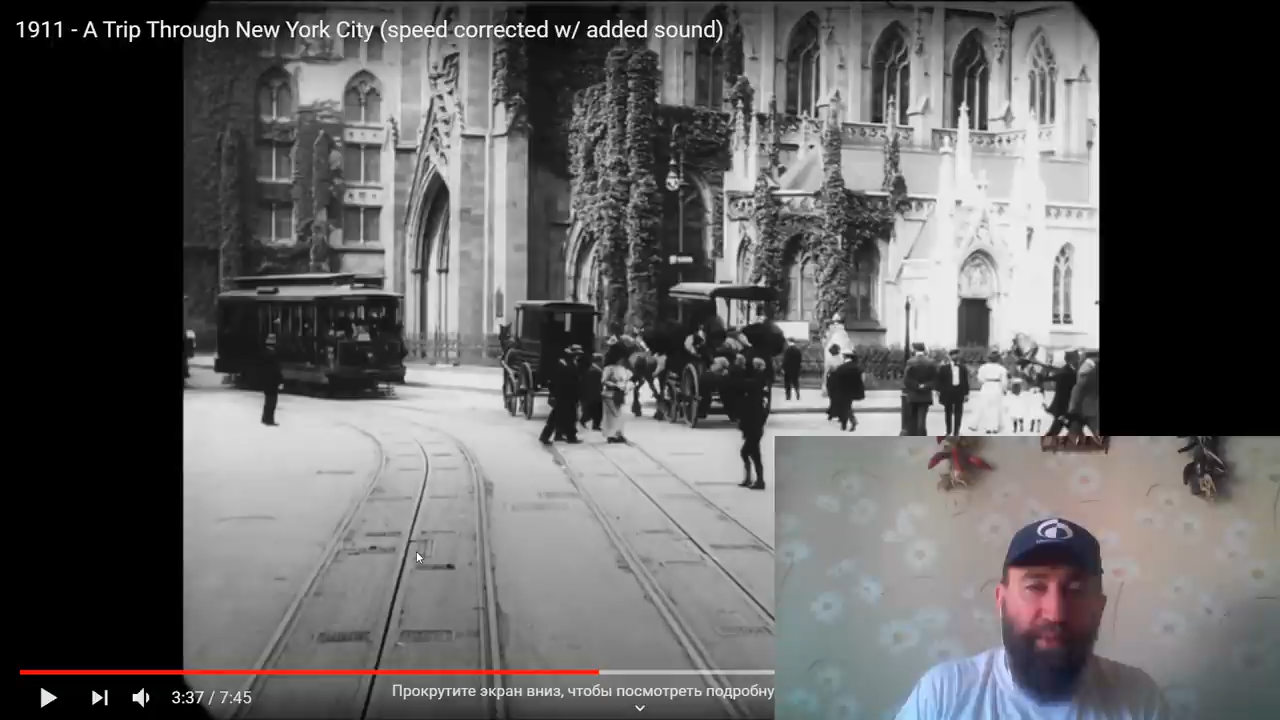 1911 - A Trip Through New York City (speed corrected w/ added sound)
3:37 / 7:45
Прокрутите экран вниз, чтобы посмотреть подробну